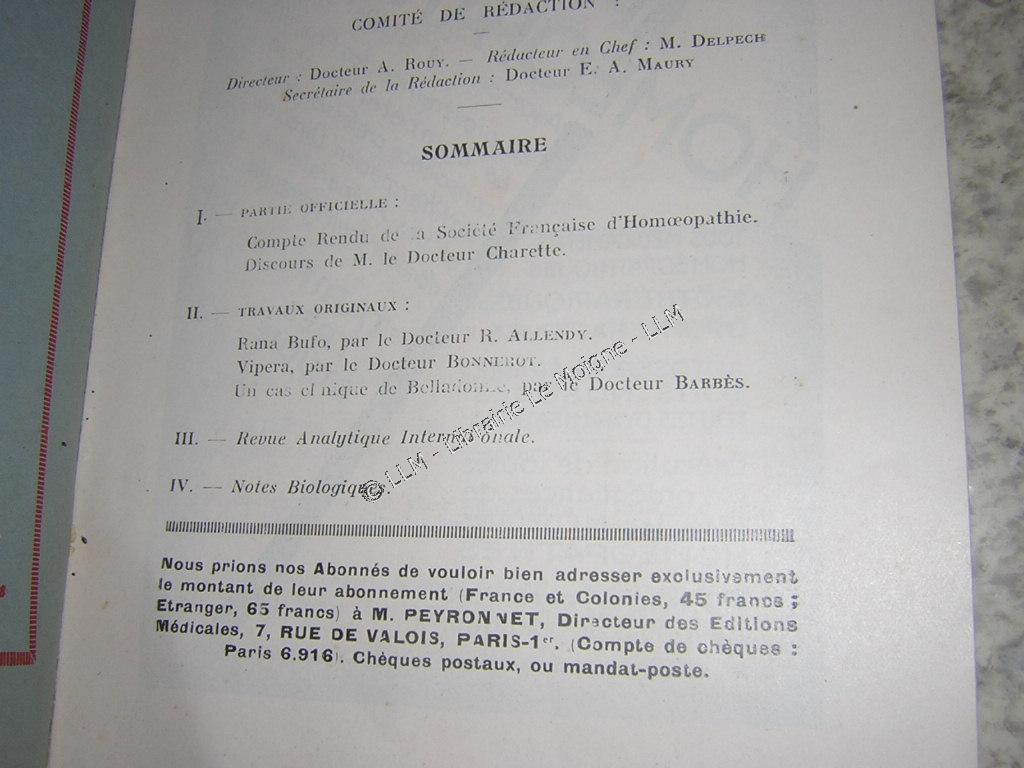 COMITÉ DE RÉDACTION :
Directeur : Docteur A. ROUY. — Rédacteur en Chef : M. DELPECH
Secrétaire de la Rédaction : Docteur E. A. MAURY
SOMMAIRE
I. — PARTIE OFFICIELLE :
Compte Rendu de la Société Française d'Homœopathie.
Discours de M. le Docteur Charette.
II. — TRAVAUX ORIGINAUX :
Rana Bufo, par le Docteur R. ALLENDY.
Vipera, par le Docteur BONNEROT.
Un cas clinique de Belladonne, par le Docteur BARBÈS.
III. — Revue Analytique Internationale.
IV. — Notes Biologiques.
© LLM - Librairie Le Moigne - LLM
Nous prions nos Abonnés de vouloir bien adresser exclusivement
le montant de leur abonnement (France et Colonies, 45 francs ;
Etranger, 65 francs) à M. PEYRONNET, Directeur des Editions
Médicales, 7, RUE DE VALOIS, PARIS-1er. (Compte de chèques :
Paris 6.916). Chèques postaux, ou mandat-poste.